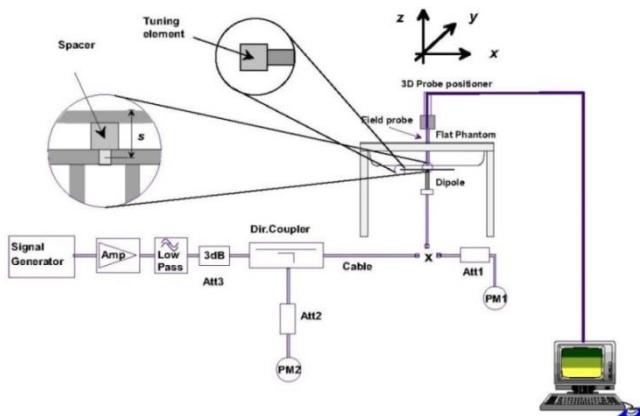 Tuning
element
Spacer
s
z
y
x
3D Probe positioner
Field probe
Flat Phantom
Dipole
Signal
Generator
Amp
Low
Pass
3dB
Att3
Dir.Coupler
Cable
x
Att1
PM1
Att2
PM2